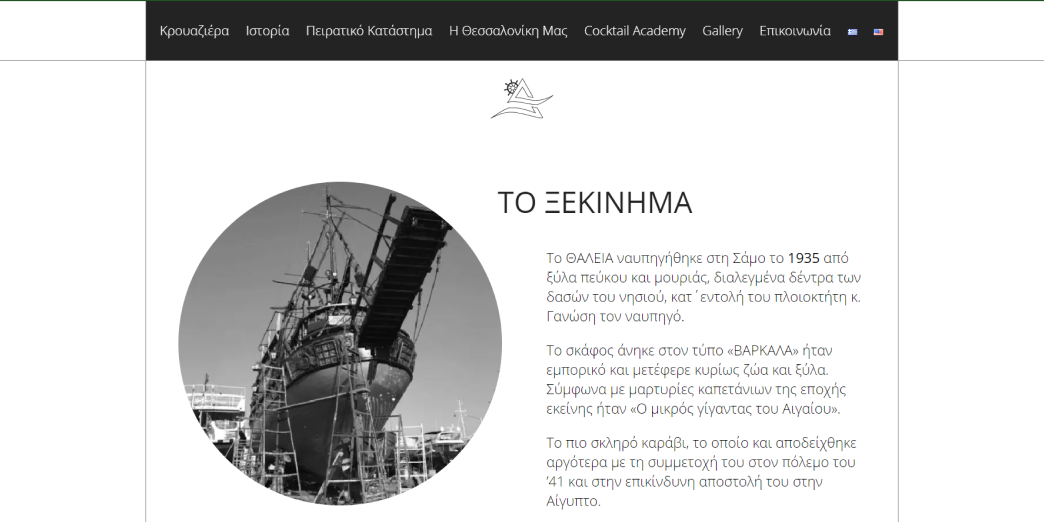 Κρουαζιέρα Ιστορία Πειρατικό Κατάστημα Η Θεσσαλονίκη Μας Cocktail Academy Gallery Επικοινωνία
ΤΟ ΞΕΚΙΝΗΜΑ
Το ΘΑΛΕΙΑ ναυπηγήθηκε στη Σάμο το 1935 από
ξύλα πεύκου και μουριάς, διαλεγμένα δέντρα των
δασών του νησιού, κατ΄εντολή του πλοιοκτήτη κ.
Γανώση τον ναυπηγό.
Το σκάφος άνηκε στον τύπο «ΒΑΡΚΑΛΑ» ήταν
εμπορικό και μετέφερε κυρίως ζώα και ξύλα.
Σύμφωνα με μαρτυρίες καπετάνιων της εποχής
εκείνης ήταν «Ο μικρός γίγαντας του Αιγαίου».
Το πιο σκληρό καράβι, το οποίο και αποδείχθηκε
αργότερα με τη συμμετοχή του στον πόλεμο του
’41 και στην επικίνδυνη αποστολή του στην
Αίγυπτο.